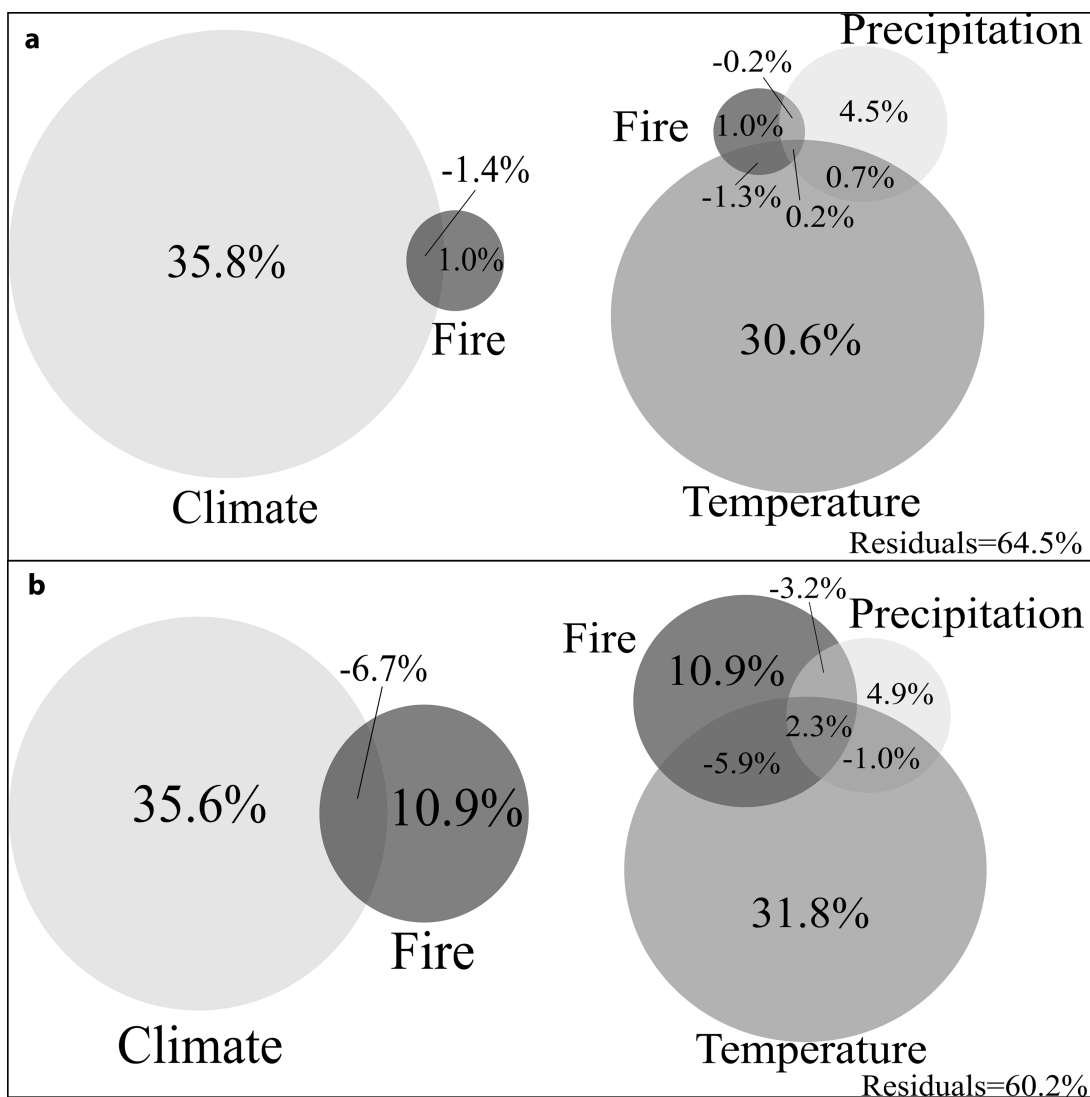 a
Precipitation
-0.2%
4.5%
Fire
1.0%
-1.4%
0.7%
-1.3%
0.2%
35.8%
1.0%
Fire
30.6%
Climate
Temperature
Residuals=64.5%
b
-3.2%
Precipitation
Fire
-6.7%
10.9%
4.9%
2.3%
-5.9%
-1.0%
35.6%
10.9%
31.8%
Fire
Climate
Temperature
Residuals=60.2%